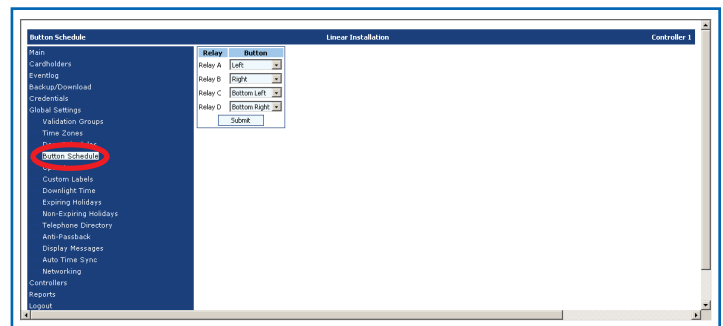 Button Schedule Linear Installation Controller 1
Main
Cardholders
Eventlog
Backup/Download
Credentials
Global Settings
Validation Groups
Time Zones
Button Schedule
Custom Labels
Downlight Time
Expiring Holidays
Non-Expiring Holidays
Telephone Directory
Anti-Passback
Display Messages
Auto Time Sync
Networking
Controllers
Reports
Logout
Relay Button
Relay A Left
Relay B Right
Relay C Bottom Left
Relay D Bottom Right
Submit